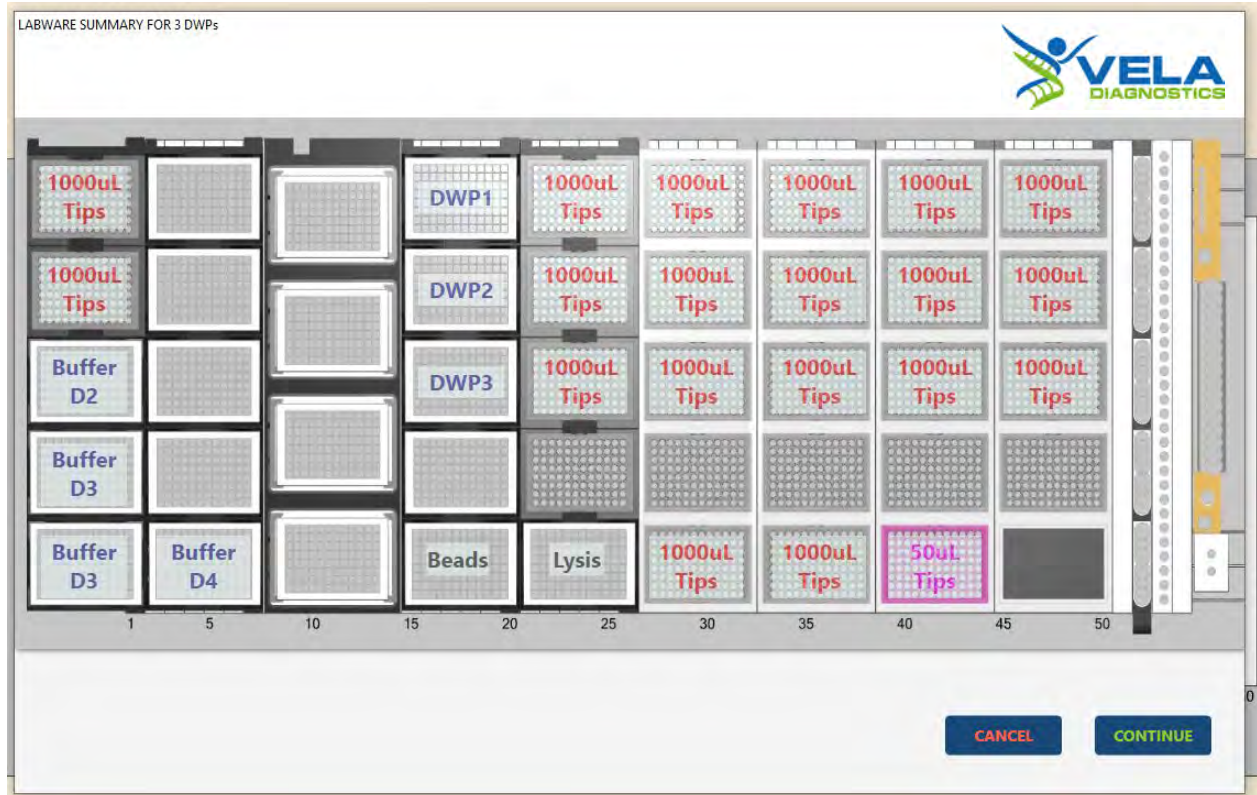 LABWARE SUMMARY FOR 3 DWPs
VELA
DIAGNOSTICS
1000uL
Tips
DWP1
1000uL
Tips
1000uL
Tips
1000uL
Tips
1000uL
Tips
1000uL
Tips
1000uL
Tips
DWP2
1000uL
Tips
1000uL
Tips
1000uL
Tips
1000uL
Tips
1000uL
Tips
Buffer
D2
DWP3
1000uL
Tips
1000uL
Tips
1000uL
Tips
1000uL
Tips
1000uL
Tips
Buffer
D3
Buffer
D3
Buffer
D4
Beads
Lysis
1000uL
Tips
1000uL
Tips
50uL
Tips
1 5 10 15 20 25 30 35 40 45 50
0
CANCEL
CONTINUE